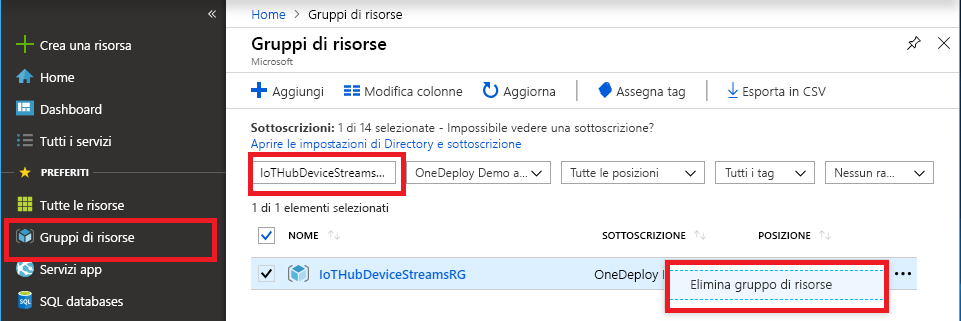 «
Crea una risorsa
Home
Dashboard
Tutti i servizi
PREFERITI
Tutte le risorse
Gruppi di risorse
Servizi app
SQL databases
Home > Gruppi di risorse
Gruppi di risorse
Microsoft
Aggiungi Modifica colonne Aggiorna Assegna tag Esporta in CSV
Sottoscrizioni: 1 di 14 selezionate - Impossibile vedere una sottoscrizione?
Aprire le impostazioni di Directory e sottoscrizione
IoTHubDeviceStreams... OneDeploy Demo a... Tutte le posizioni Tutti i tag Nessun ra...
1 di 1 elementi selezionati
NOME SOTTOSCRIZIONE POSIZIONE
IoTHubDeviceStreamsRG OneDeploy
Elimina gruppo di risorse